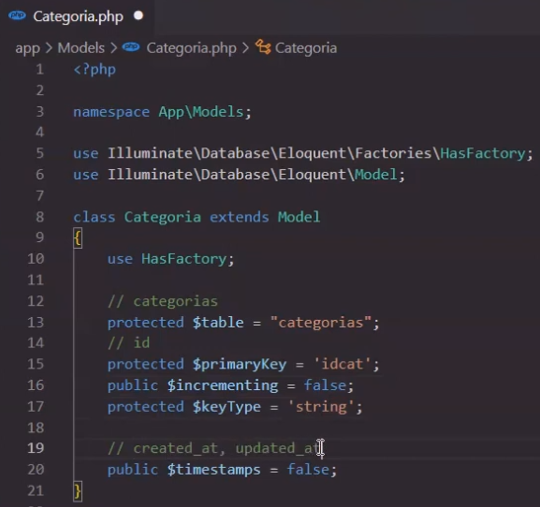 php Categoria.php
app > Models > php Categoria.php > Categoria
1 <?php
2
3 namespace App\Models;
4
5 use Illuminate\Database\Eloquent\Factories\HasFactory;
6 use Illuminate\Database\Eloquent\Model;
7
8 class Categoria extends Model
9 {
10 use HasFactory;
11
12 // categorias
13 protected $table = "categorias";
14 // id
15 protected $primaryKey = 'idcat';
16 public $incrementing = false;
17 protected $keyType = 'string';
18
19 // created_at, updated_at
20 public $timestamps = false;
21 }